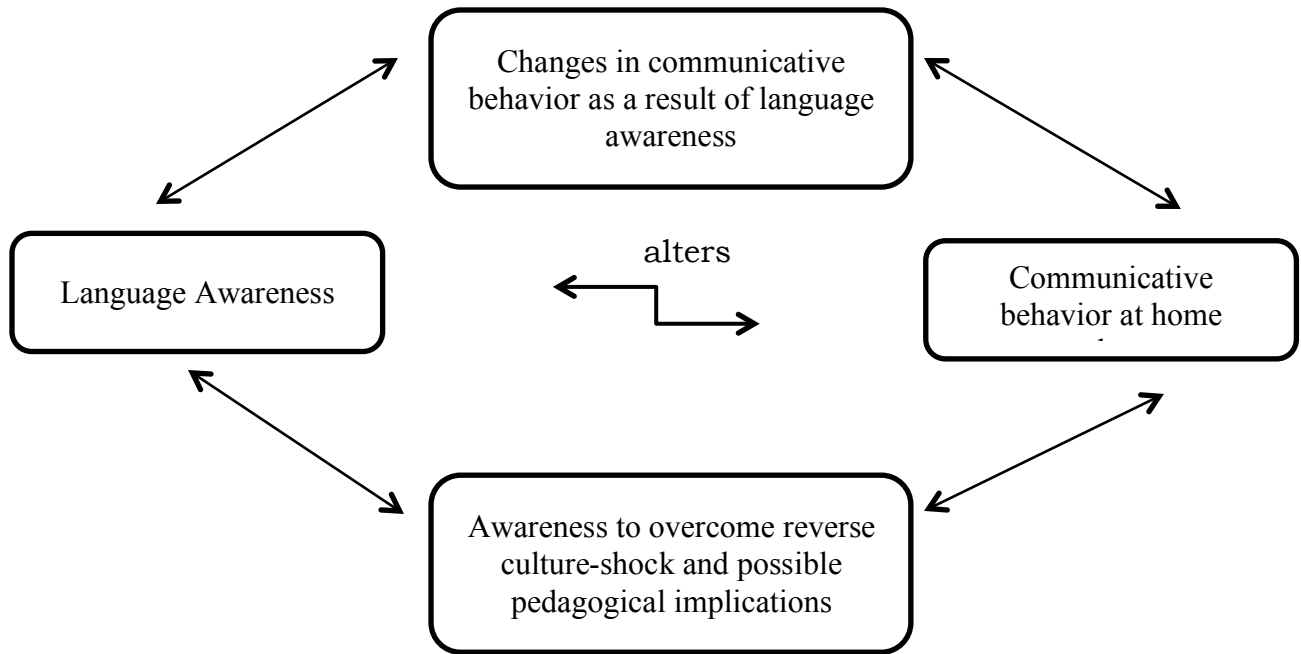 Changes in communicative
behavior as a result of language
awareness
alters
Language Awareness
Communicative
behavior at home
Awareness to overcome reverse
culture-shock and possible
pedagogical implications